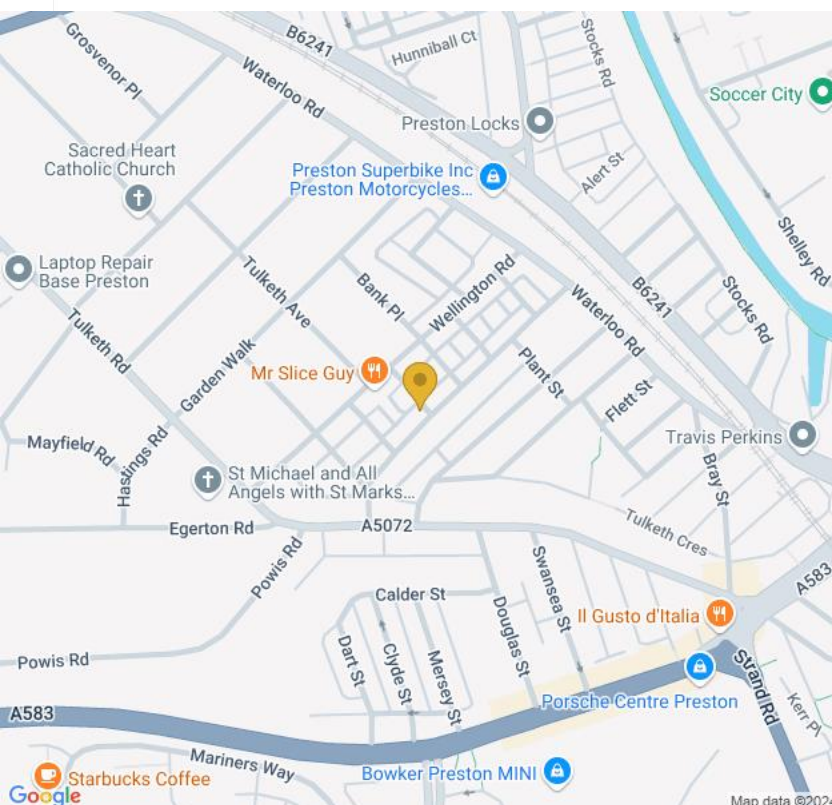 B6241
Hunniball Ct
Stocks Rd
Grosvenor Pl
Waterloo Rd
Soccer City
Preston Locks
Sacred Heart
Catholic Church
Preston Superbike Inc
Preston Motorcycles...
Alert St
Shelley Rd
Laptop Repair
Base Preston
Tulketh Ave
Bank Pl
Wellington Rd
Waterloo Rd
B6241
Stocks Rd
Tulketh Rd
Garden Walk
Mr Slice Guy
Plant St
Flett St
Travis Perkins
Mayfield Rd
Hastings Rd
St Michael and All
Angels with St Marks...
Bray St
Egerton Rd
A5072
Tulketh Cres
Powis Rd
Swansea St
A583
Calder St
Douglas St
Il Gusto d'Italia
Dart St
Clyde St
Mersey St
Powis Rd
Strand Rd
Kerr Pl
Porsche Centre Preston
A583
Mariners Way
Bowker Preston MINI
Starbucks Coffee
Google
Map data ©2024